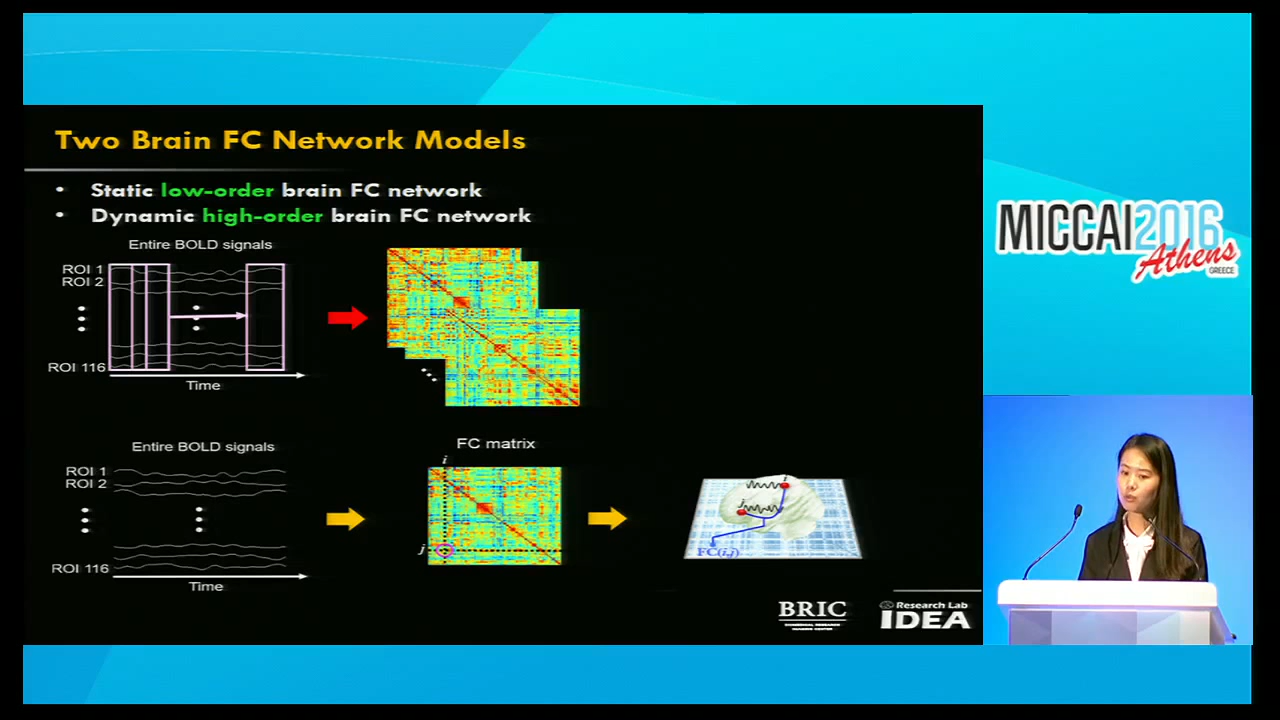 Two Brain FC Network Models
• Static low-order brain FC network
• Dynamic high-order brain FC network
Entire BOLD signals
ROI 1
ROI 2
ROI 116
Time
Entire BOLD signals
ROI 1
ROI 2
ROI 116
Time
FC matrix
i
j
i
j
FC(i,j)
BRIC
Research Lab
IDEA
MICCAI2016
Athens
GREECE